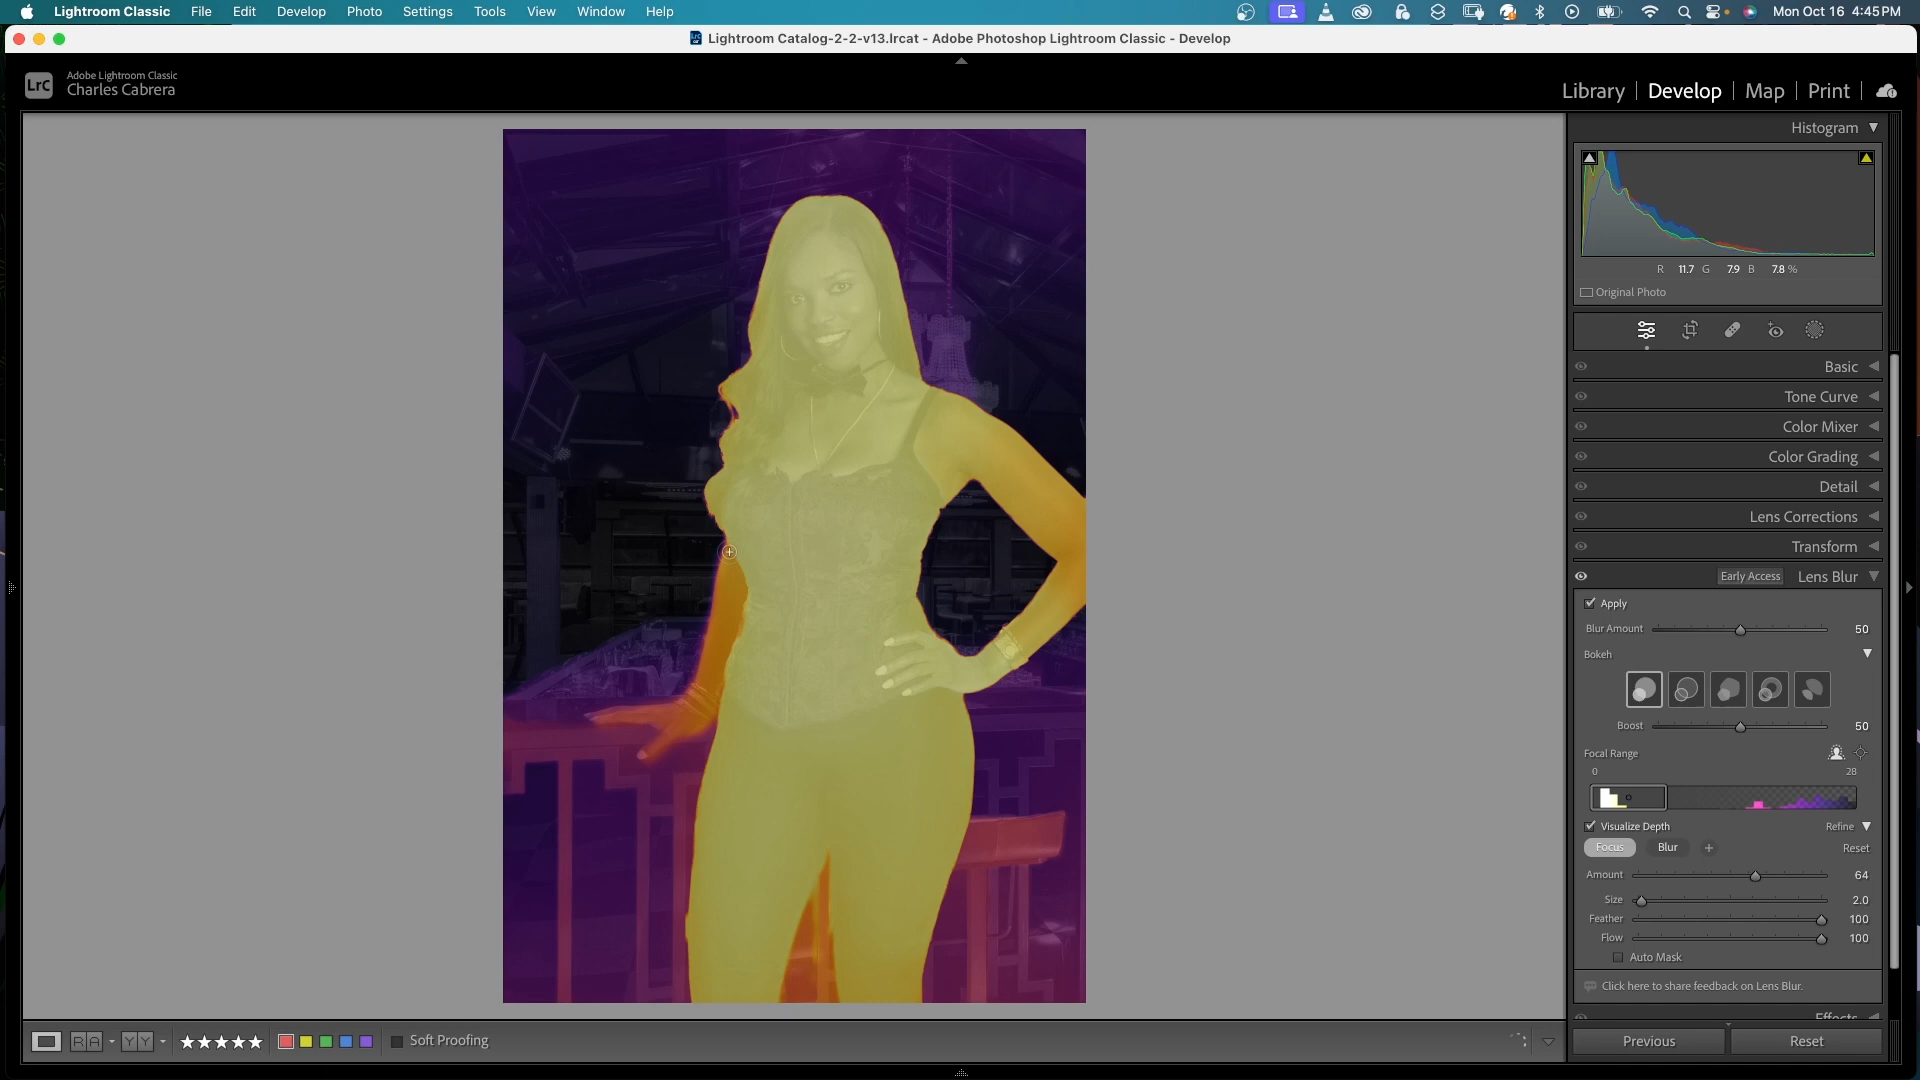 Lightroom Classic File Edit Develop Photo Settings Tools View Window Help Mon Oct 16 4:45 PM
Lightroom Catalog-2-2-v13.lrcat - Adobe Photoshop Lightroom Classic - Develop
LrC Adobe Lightroom Classic
Charles Cabrera
Library | Develop | Map | Print
Histogram
R 11.7 G 7.9 B 7.8 %
Original Photo
Basic
Tone Curve
Color Mixer
Color Grading
Detail
Lens Corrections
Transform
Early Access Lens Blur
Apply
Blur Amount 50
Bokeh
Boost 50
Focal Range
0 28
Visualize Depth Refine
Focus Blur + Reset
Amount 64
Size 2.0
Feather 100
Flow 100
Auto Mask
Click here to share feedback on Lens Blur.
Effects
R A Y Y Soft Proofing Previous Reset